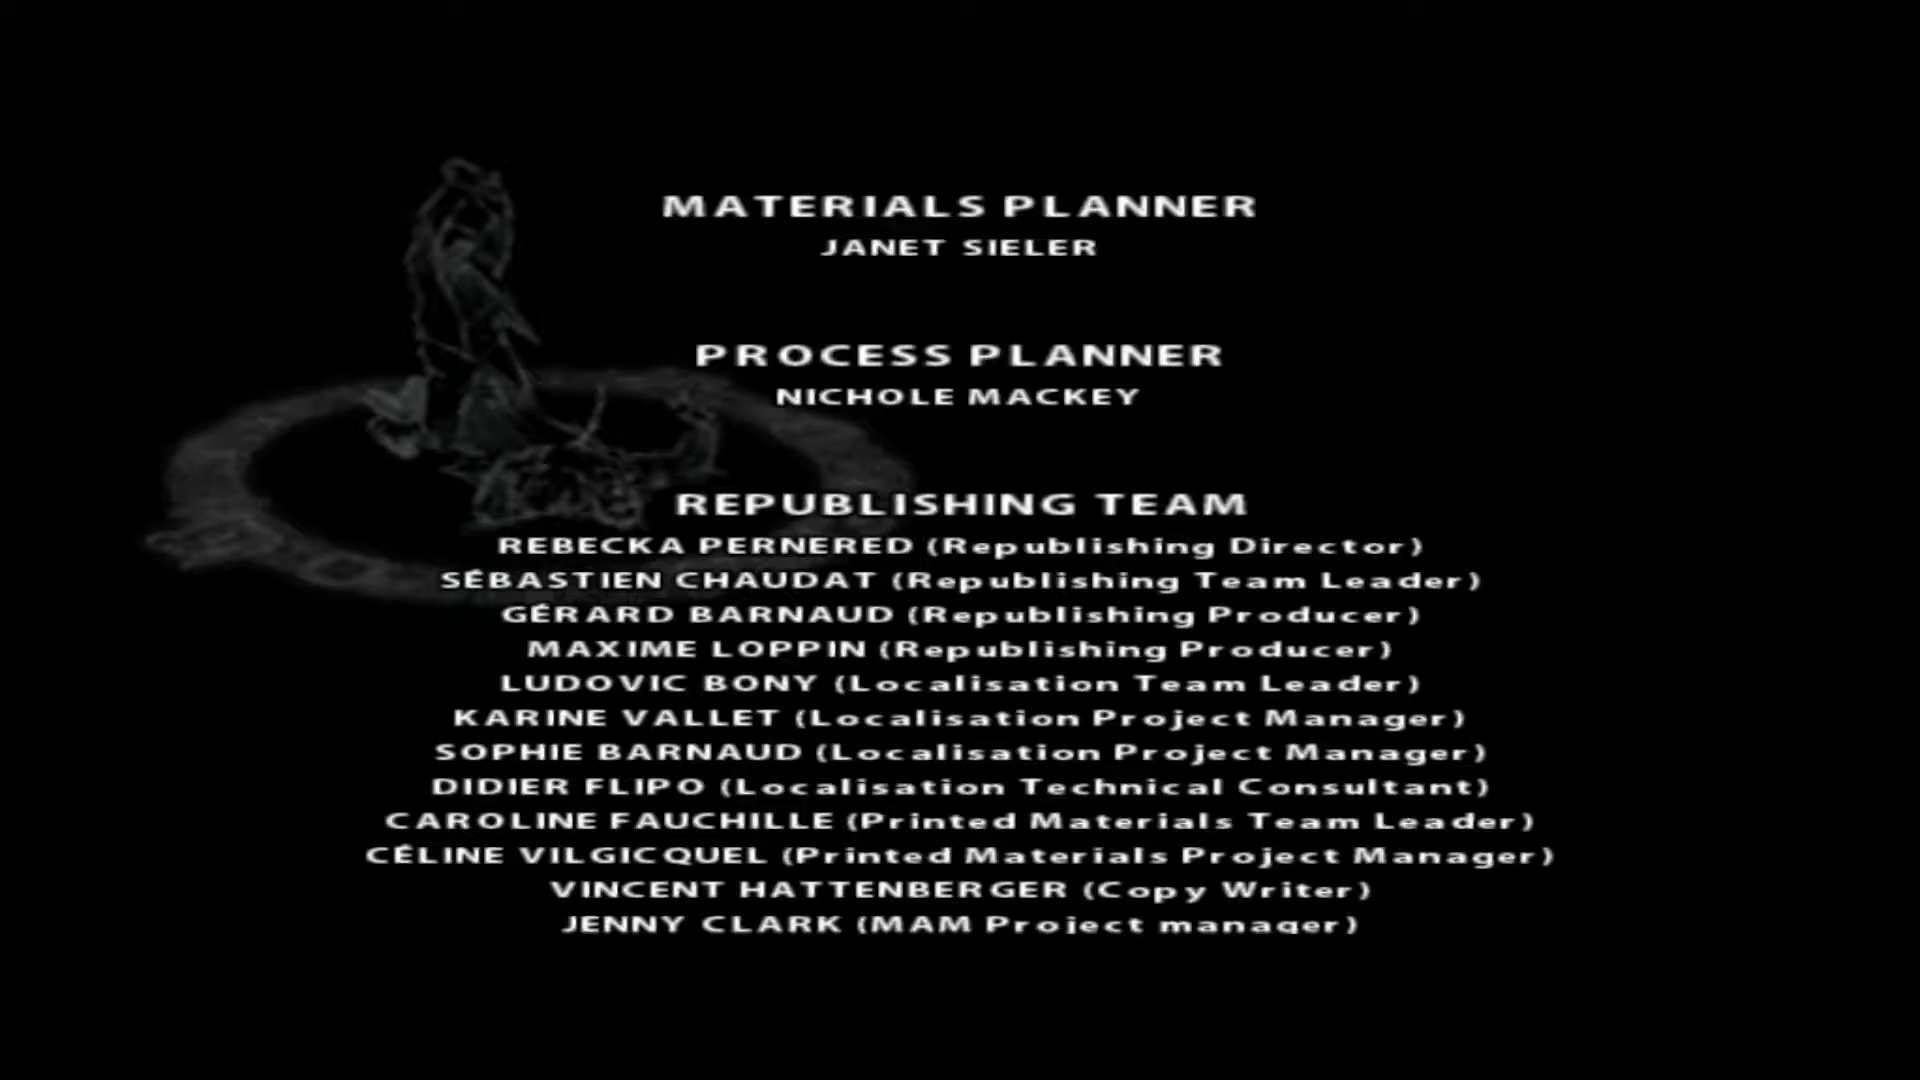 MATERIALS PLANNER
JANET SIELER
PROCESS PLANNER
NICHOLE MACKEY
REPUBLISHING TEAM
REBECKA PERNERED (Republishing Director)
SÉBASTIEN CHAUDAT (Republishing Team Leader)
GÉRARD BARNAUD (Republishing Producer)
MAXIME LOPPIN (Republishing Producer)
LUDOVIC BONY (Localisation Team Leader)
KARINE VALLET (Localisation Project Manager)
SOPHIE BARNAUD (Localisation Project Manager)
DIDIER FLIPO (Localisation Technical Consultant)
CAROLINE FAUCHILLE (Printed Materials Team Leader)
CÉLINE VILGICQUEL (Printed Materials Project Manager)
VINCENT HATTENBERGER (Copy Writer)
JENNY CLARK (MAM Project manager)